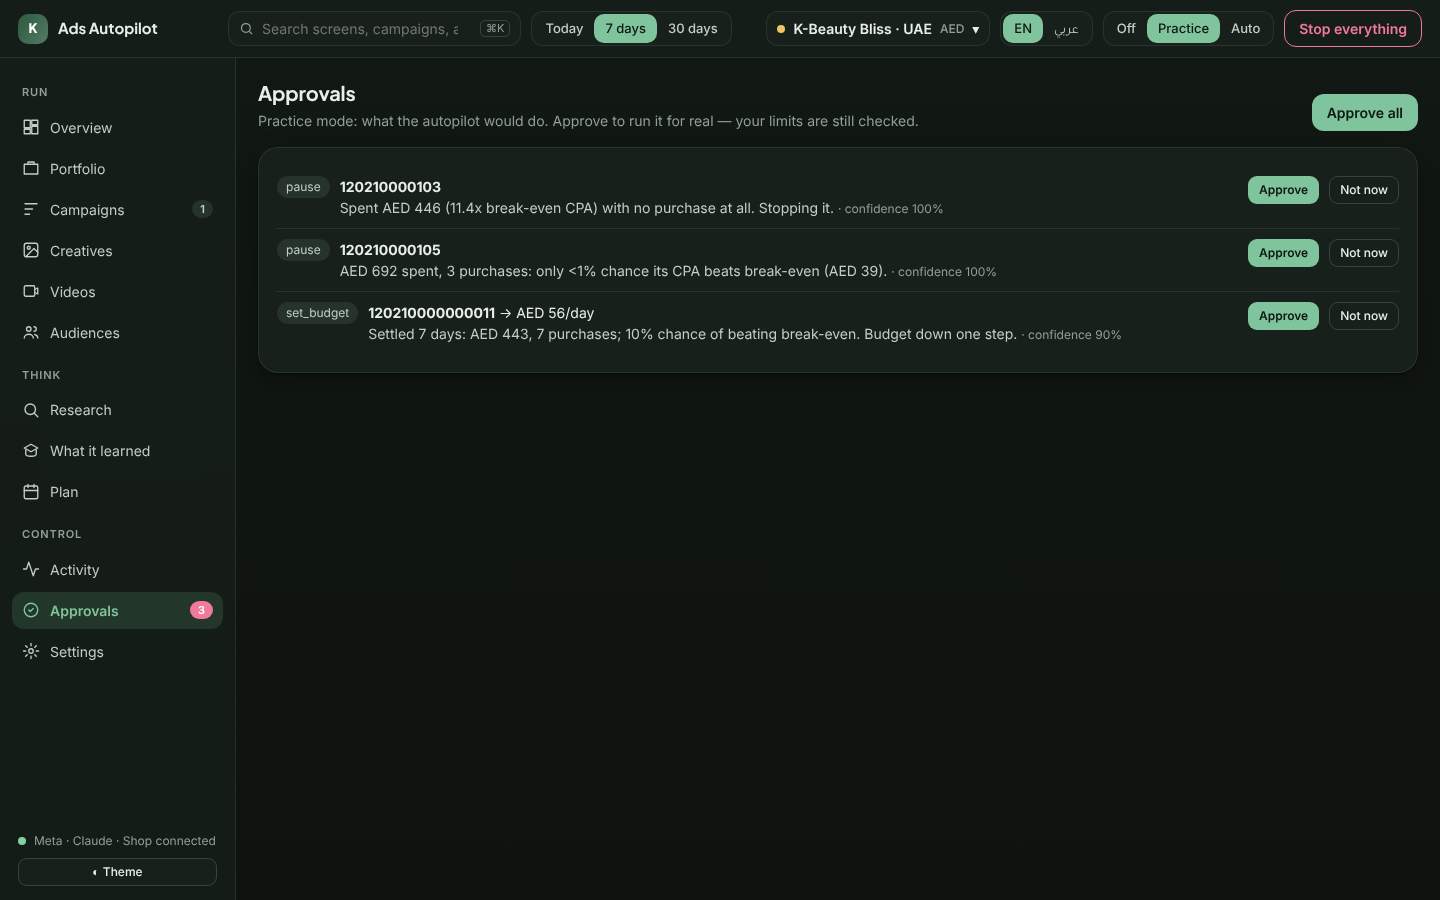 K Ads Autopilot
Search screens, campaigns, a ⌘K
Today 7 days 30 days
K-Beauty Bliss · UAE AED ▾
EN عربي
Off Practice Auto
Stop everything
RUN
Overview
Portfolio
Campaigns 1
Creatives
Videos
Audiences
THINK
Research
What it learned
Plan
CONTROL
Activity
Approvals 3
Settings
Meta · Claude · Shop connected
Theme
Approvals
Practice mode: what the autopilot would do. Approve to run it for real — your limits are still checked.
Approve all
pause 120210000103
Spent AED 446 (11.4x break-even CPA) with no purchase at all. Stopping it. · confidence 100%
Approve Not now
pause 120210000105
AED 692 spent, 3 purchases: only <1% chance its CPA beats break-even (AED 39). · confidence 100%
Approve Not now
set_budget 120210000000011 → AED 56/day
Settled 7 days: AED 443, 7 purchases; 10% chance of beating break-even. Budget down one step. · confidence 90%
Approve Not now